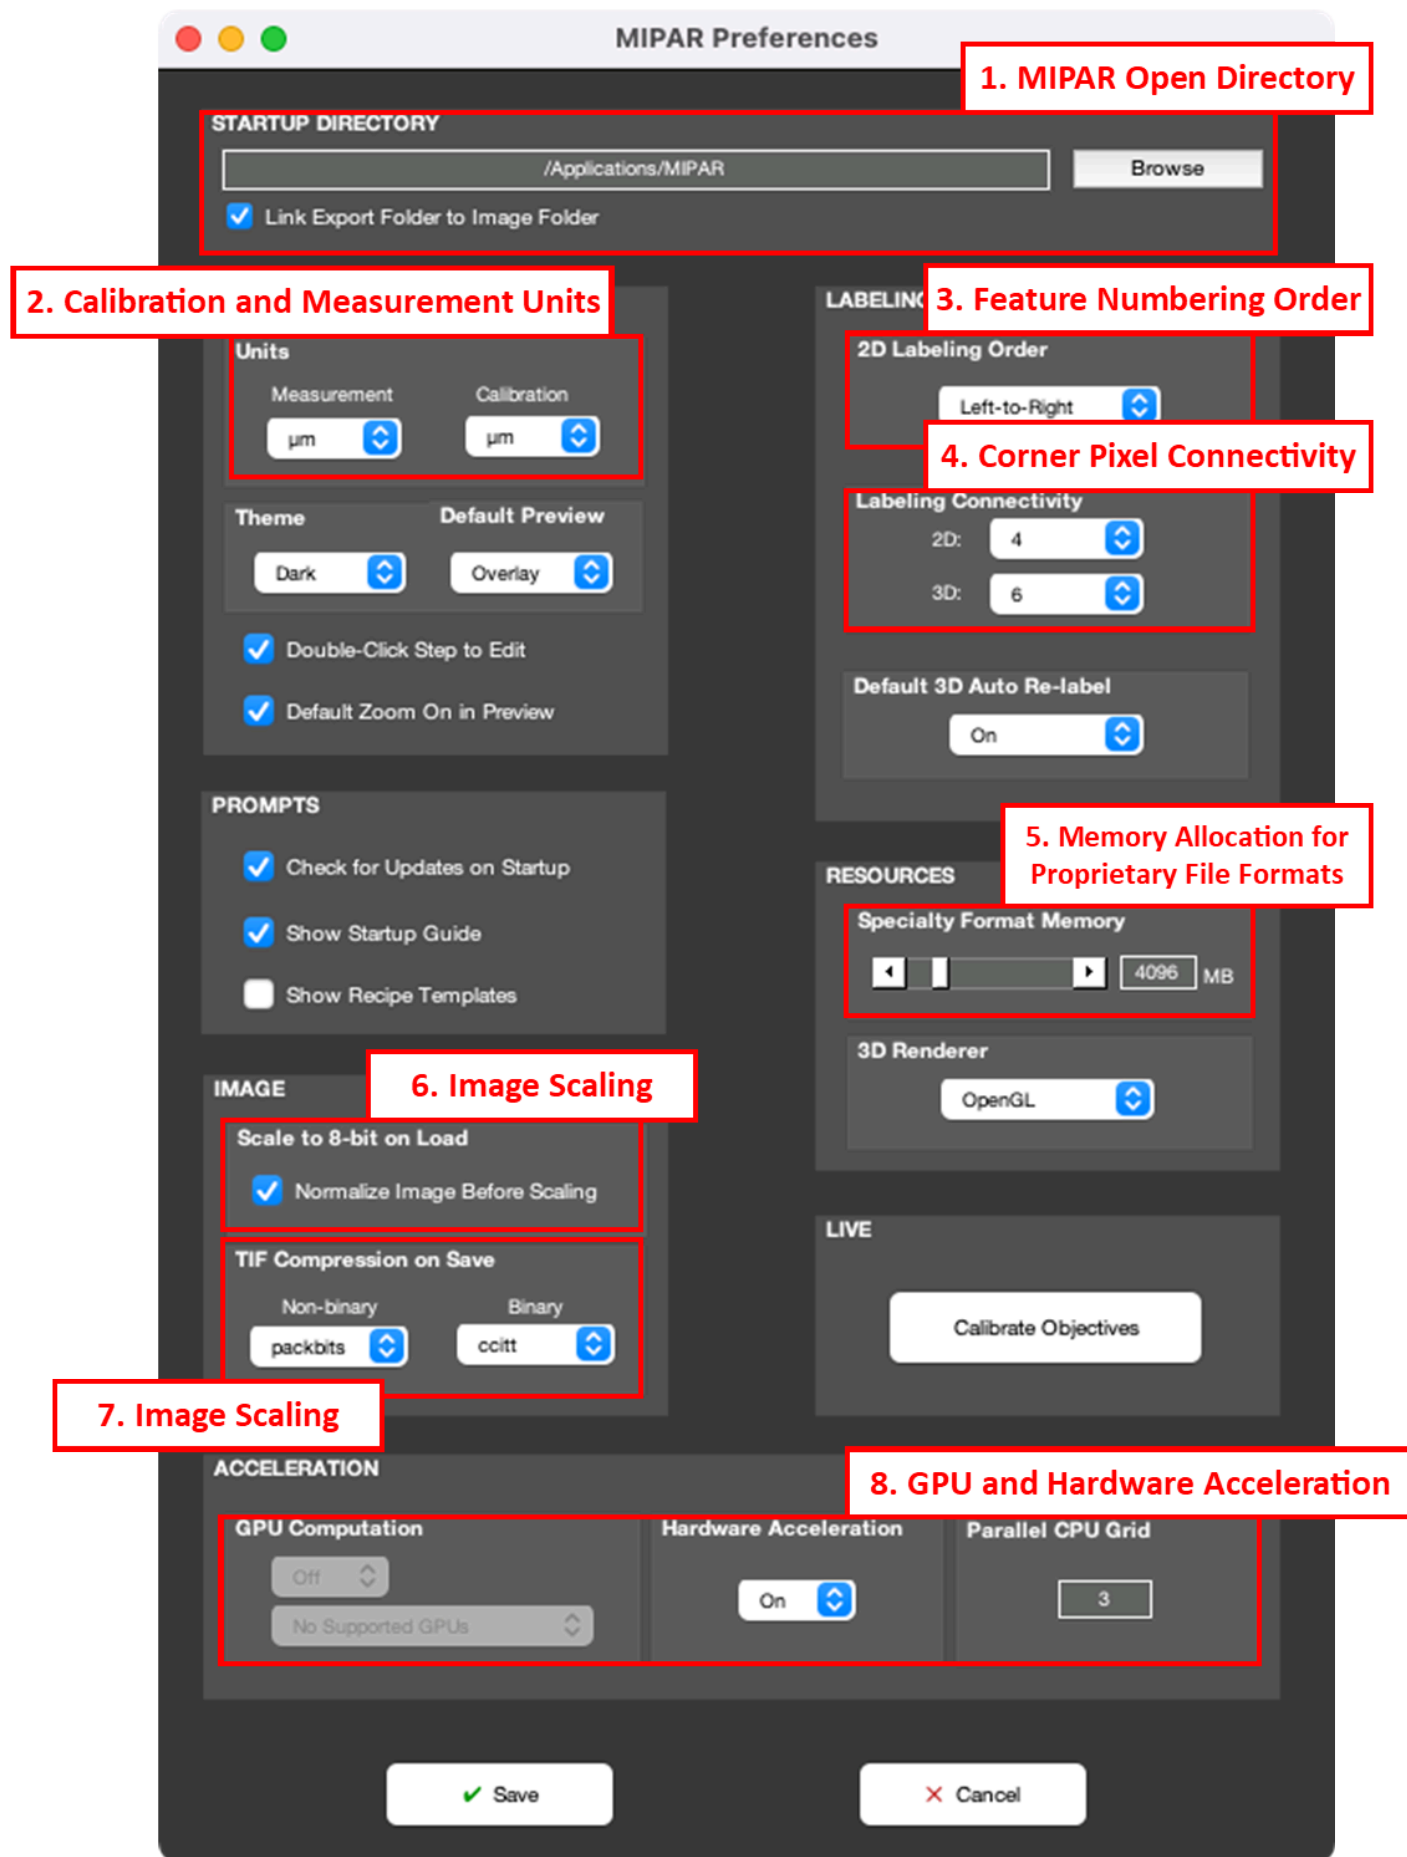 MIPAR Preferences
1. MIPAR Open Directory
STARTUP DIRECTORY
/Applications/MIPAR
Browse
Link Export Folder to Image Folder
2. Calibration and Measurement Units
Units
Measurement
Calibration
µm
µm
Theme
Default Preview
Dark
Overlay
Double-Click Step to Edit
Default Zoom On in Preview
LABELING
3. Feature Numbering Order
2D Labeling Order
Left-to-Right
4. Corner Pixel Connectivity
Labeling Connectivity
2D:
4
3D:
6
Default 3D Auto Re-label
On
PROMPTS
Check for Updates on Startup
Show Startup Guide
Show Recipe Templates
5. Memory Allocation for
Proprietary File Formats
RESOURCES
Specialty Format Memory
4096
MB
3D Renderer
OpenGL
IMAGE
6. Image Scaling
Scale to 8-bit on Load
Normalize Image Before Scaling
TIF Compression on Save
Non-binary
Binary
packbits
ccitt
7. Image Scaling
LIVE
Calibrate Objectives
ACCELERATION
8. GPU and Hardware Acceleration
GPU Computation
Off
No Supported GPUs
Hardware Acceleration
On
Parallel CPU Grid
3
Save
Cancel